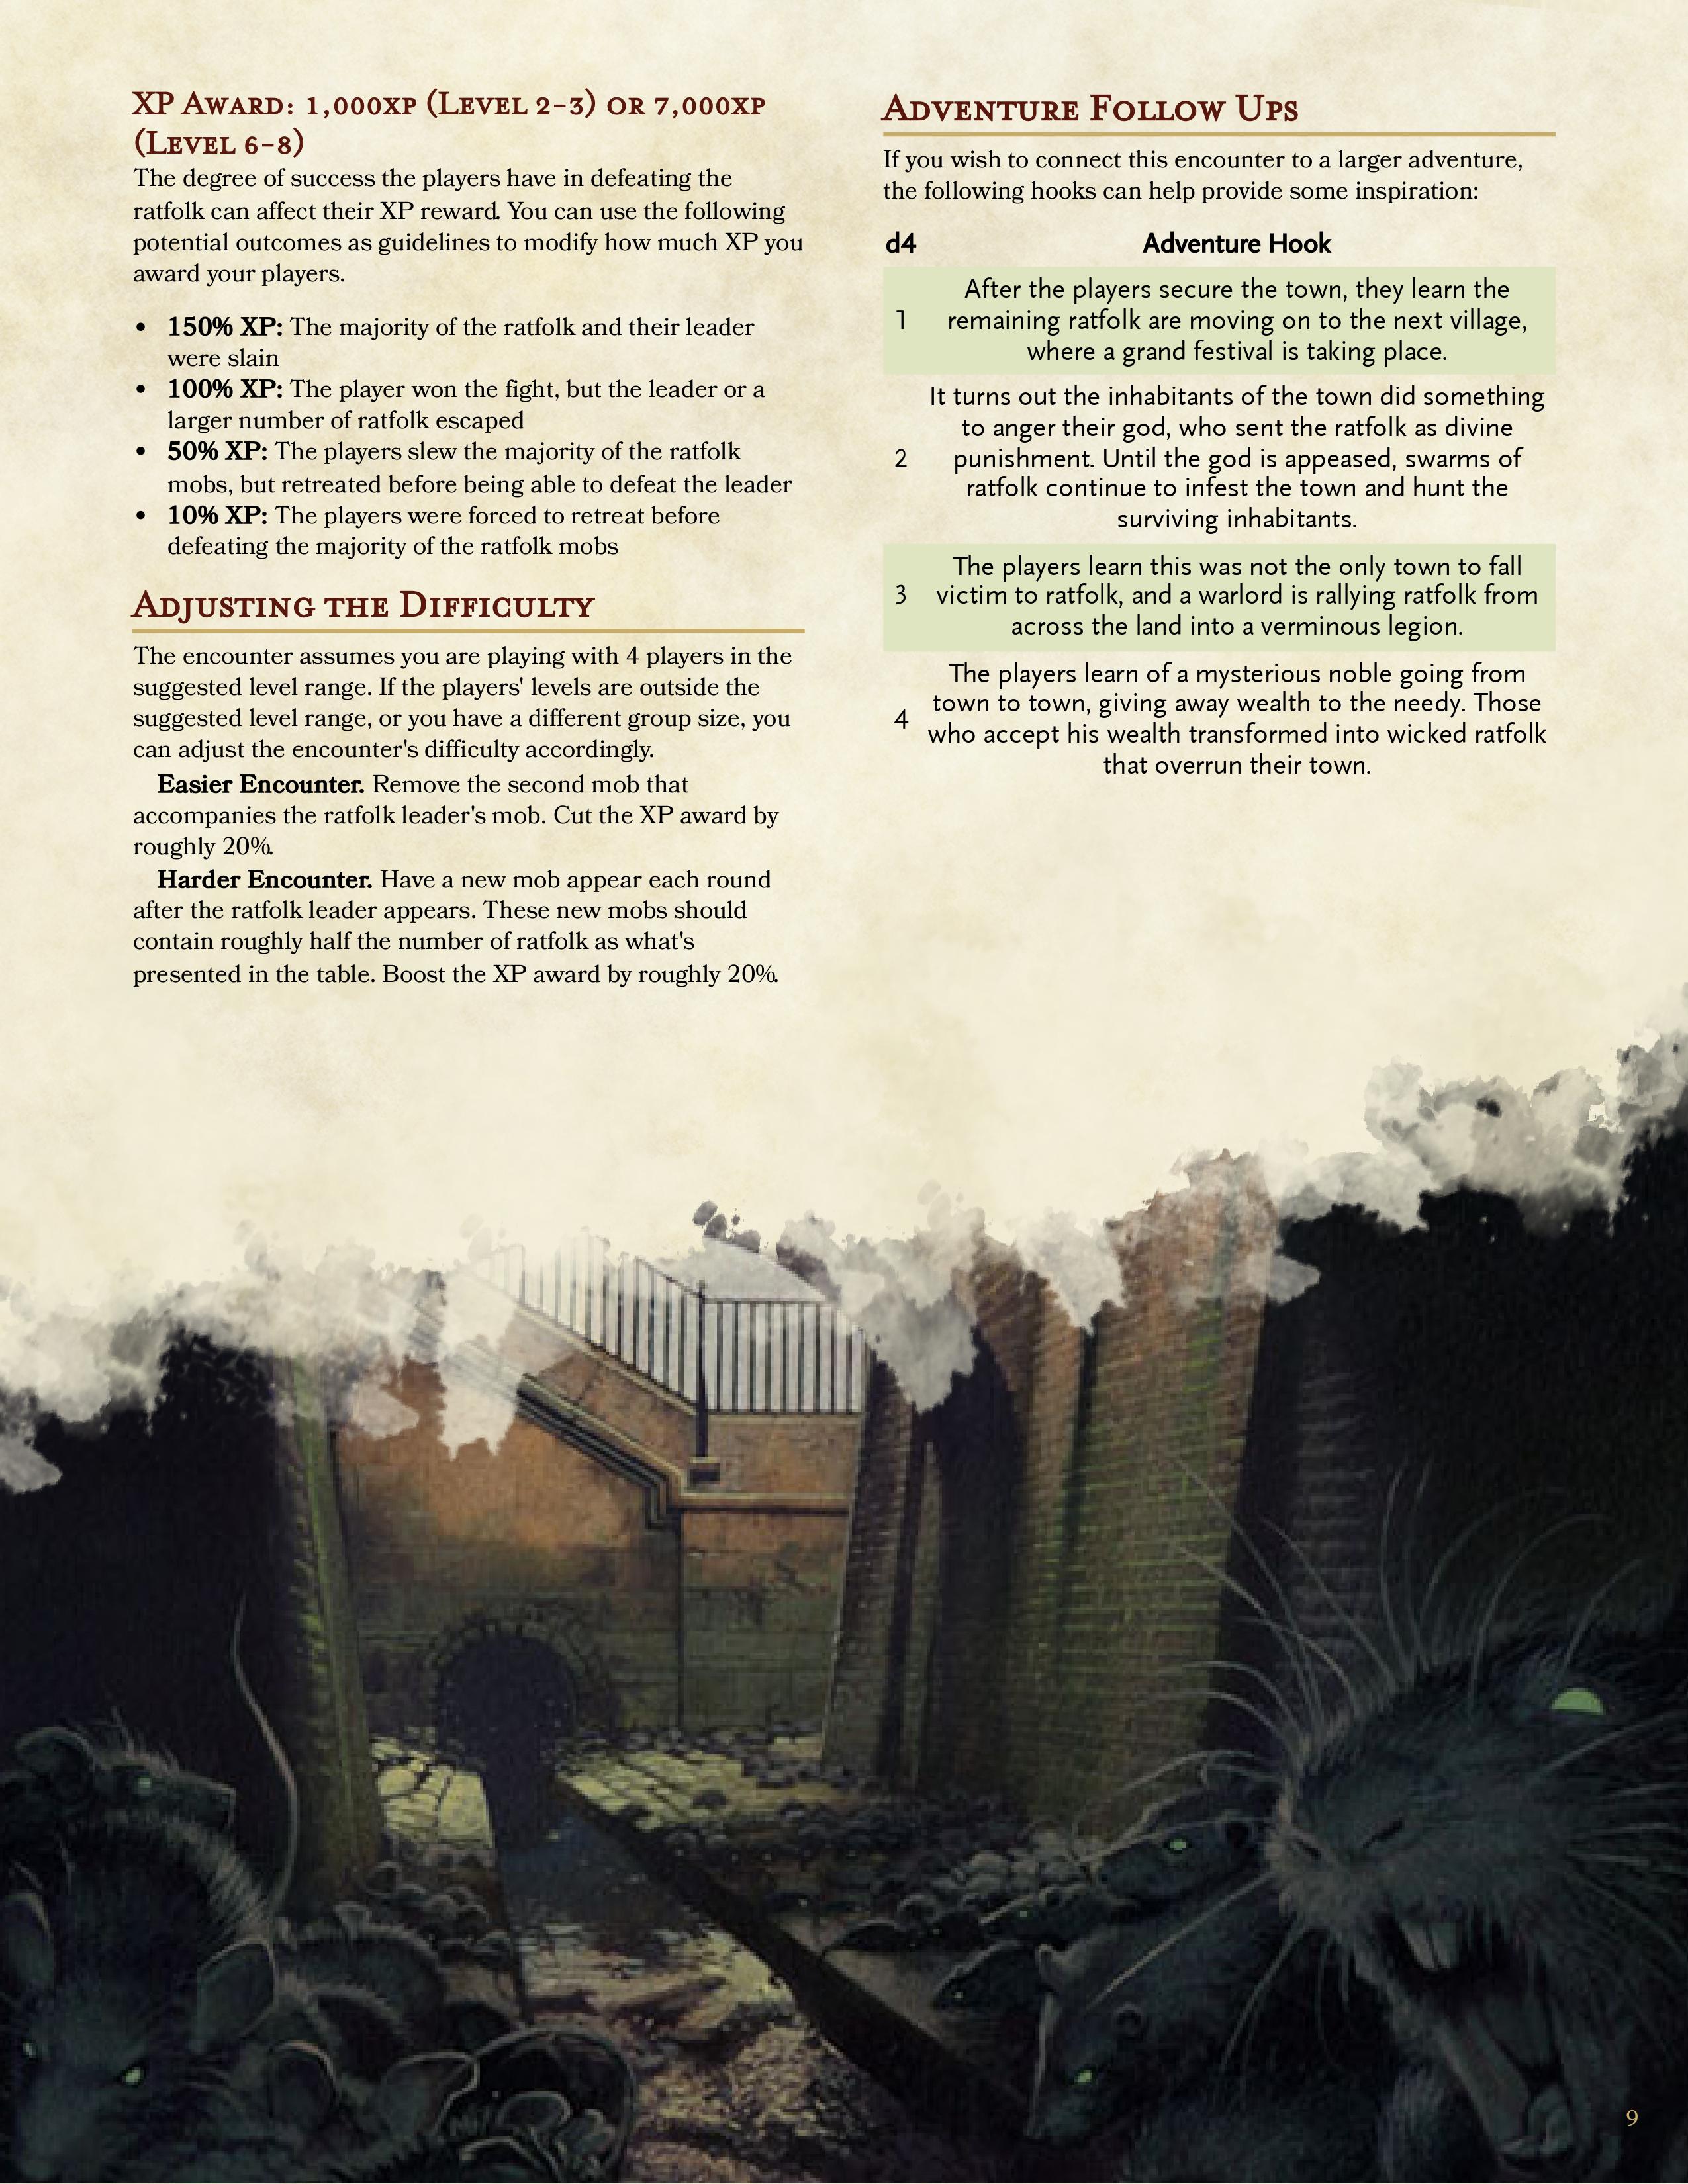 XP Award: 1,000xp (Level 2-3) or 7,000xp
(Level 6-8)
The degree of success the players have in defeating the
ratfolk can affect their XP reward. You can use the following
potential outcomes as guidelines to modify how much XP you
award your players.
• 150% XP: The majority of the ratfolk and their leader
were slain
• 100% XP: The player won the fight, but the leader or a
larger number of ratfolk escaped
• 50% XP: The players slew the majority of the ratfolk
mobs, but retreated before being able to defeat the leader
• 10% XP: The players were forced to retreat before
defeating the majority of the ratfolk mobs
Adjusting the Difficulty
The encounter assumes you are playing with 4 players in the
suggested level range. If the players' levels are outside the
suggested level range, or you have a different group size, you
can adjust the encounter's difficulty accordingly.
Easier Encounter. Remove the second mob that
accompanies the ratfolk leader's mob. Cut the XP award by
roughly 20%.
Harder Encounter. Have a new mob appear each round
after the ratfolk leader appears. These new mobs should
contain roughly half the number of ratfolk as what's
presented in the table. Boost the XP award by roughly 20%.
Adventure Follow Ups
If you wish to connect this encounter to a larger adventure,
the following hooks can help provide some inspiration:
d4 Adventure Hook
After the players secure the town, they learn the
1 remaining ratfolk are moving on to the next village,
where a grand festival is taking place.
It turns out the inhabitants of the town did something
to anger their god, who sent the ratfolk as divine
2 punishment. Until the god is appeased, swarms of
ratfolk continue to infest the town and hunt the
surviving inhabitants.
The players learn this was not the only town to fall
3 victim to ratfolk, and a warlord is rallying ratfolk from
across the land into a verminous legion.
The players learn of a mysterious noble going from
town to town, giving away wealth to the needy. Those
4 who accept his wealth transformed into wicked ratfolk
that overrun their town.
9